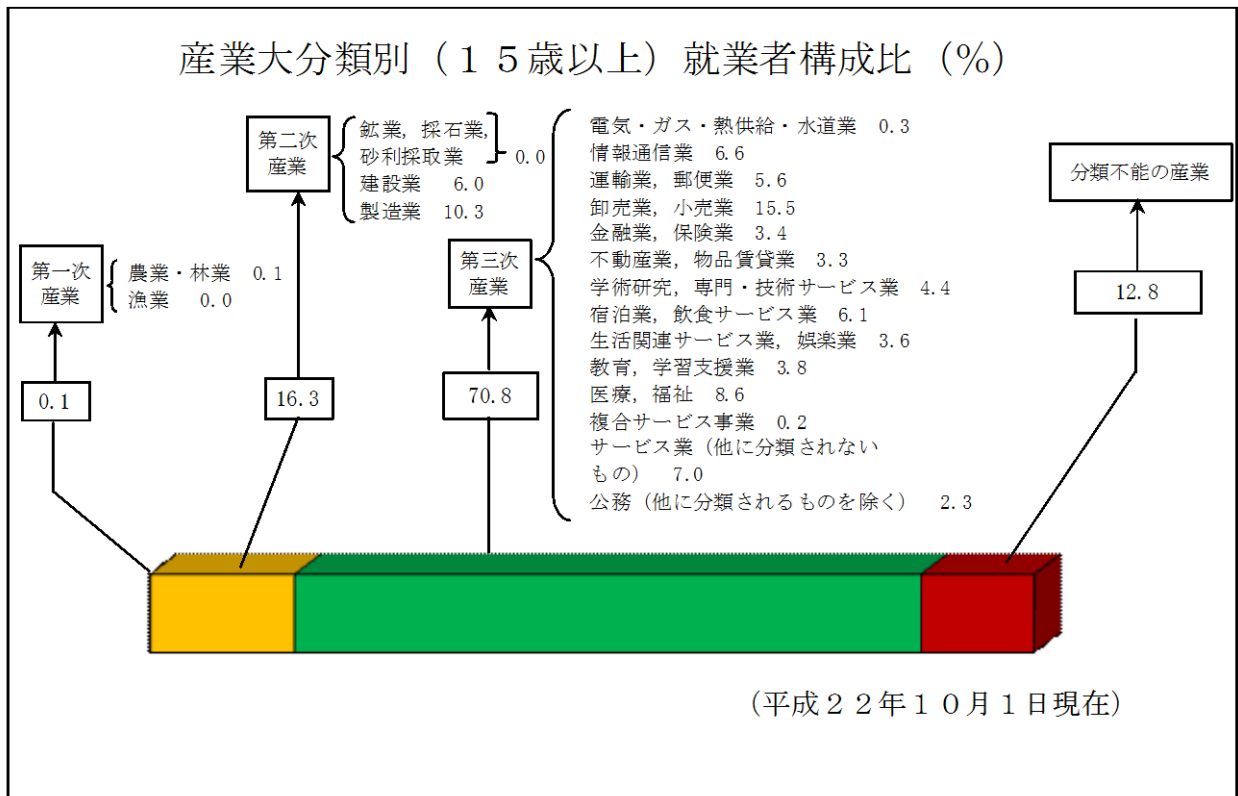 産業大分類別（１５歳以上）就業者構成比（％）
第一次
産業
農業・林業 0.1
漁業 0.0
0.1
第二次
産業
鉱業，採石業，
砂利採取業
0.0
建設業 6.0
製造業 10.3
16.3
第三次
産業
電気・ガス・熱供給・水道業 0.3
情報通信業 6.6
運輸業，郵便業 5.6
卸売業，小売業 15.5
金融業，保険業 3.4
不動産業，物品賃貸業 3.3
学術研究，専門・技術サービス業 4.4
宿泊業，飲食サービス業 6.1
生活関連サービス業，娯楽業 3.6
教育，学習支援業 3.8
医療，福祉 8.6
複合サービス事業 0.2
サービス業（他に分類されない
もの） 7.0
公務（他に分類されるものを除く） 2.3
70.8
分類不能の産業
12.8
（平成２２年１０月１日現在）